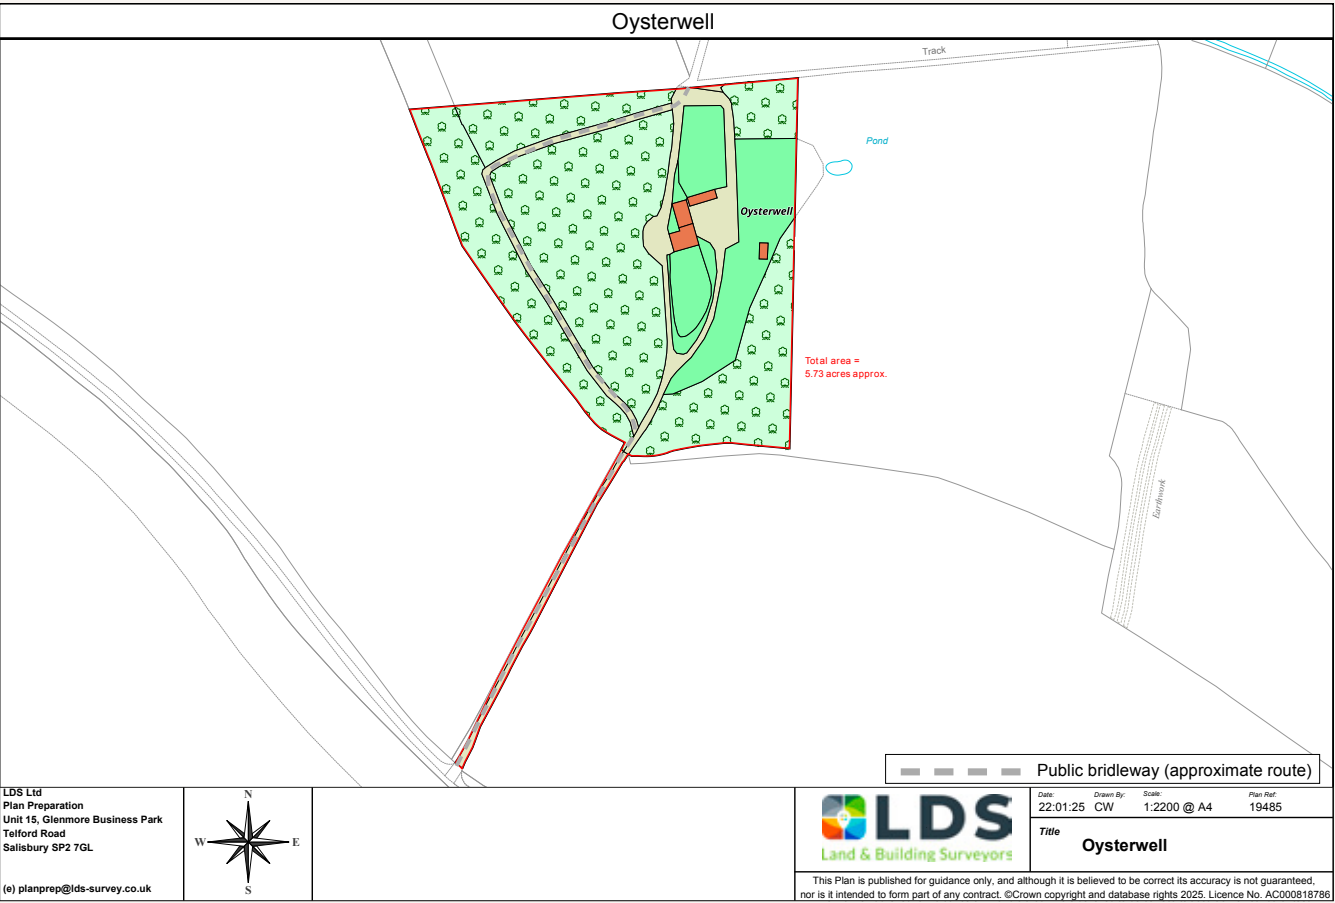 Oysterwell
Track
Pond
Oysterwell
Total area =
5.73 acres approx.
Earthwork
Public bridleway (approximate route)
LDS Ltd
Plan Preparation
Unit 15, Glenmore Business Park
Telford Road
Salisbury SP2 7GL
(e) planprep@lds-survey.co.uk
N
W
E
S
LDS
Land & Building Surveyors
Date:
22:01:25
Drawn By:
CW
Scale:
1:2200 @ A4
Plan Ref:
19485
Title
Oysterwell
This Plan is published for guidance only, and although it is believed to be correct its accuracy is not guaranteed,
nor is it intended to form part of any contract. ©Crown copyright and database rights 2025. Licence No. AC000818786